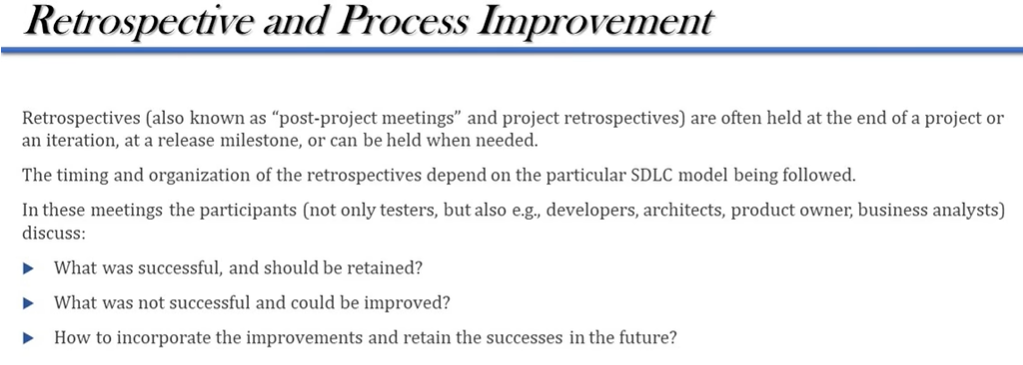 Retrospective and Process Improvement
Retrospectives (also known as “post-project meetings” and project retrospectives) are often held at the end of a project or
an iteration, at a release milestone, or can be held when needed.
The timing and organization of the retrospectives depend on the particular SDLC model being followed.
In these meetings the participants (not only testers, but also e.g., developers, architects, product owner, business analysts)
discuss:
What was successful, and should be retained?
What was not successful and could be improved?
How to incorporate the improvements and retain the successes in the future?